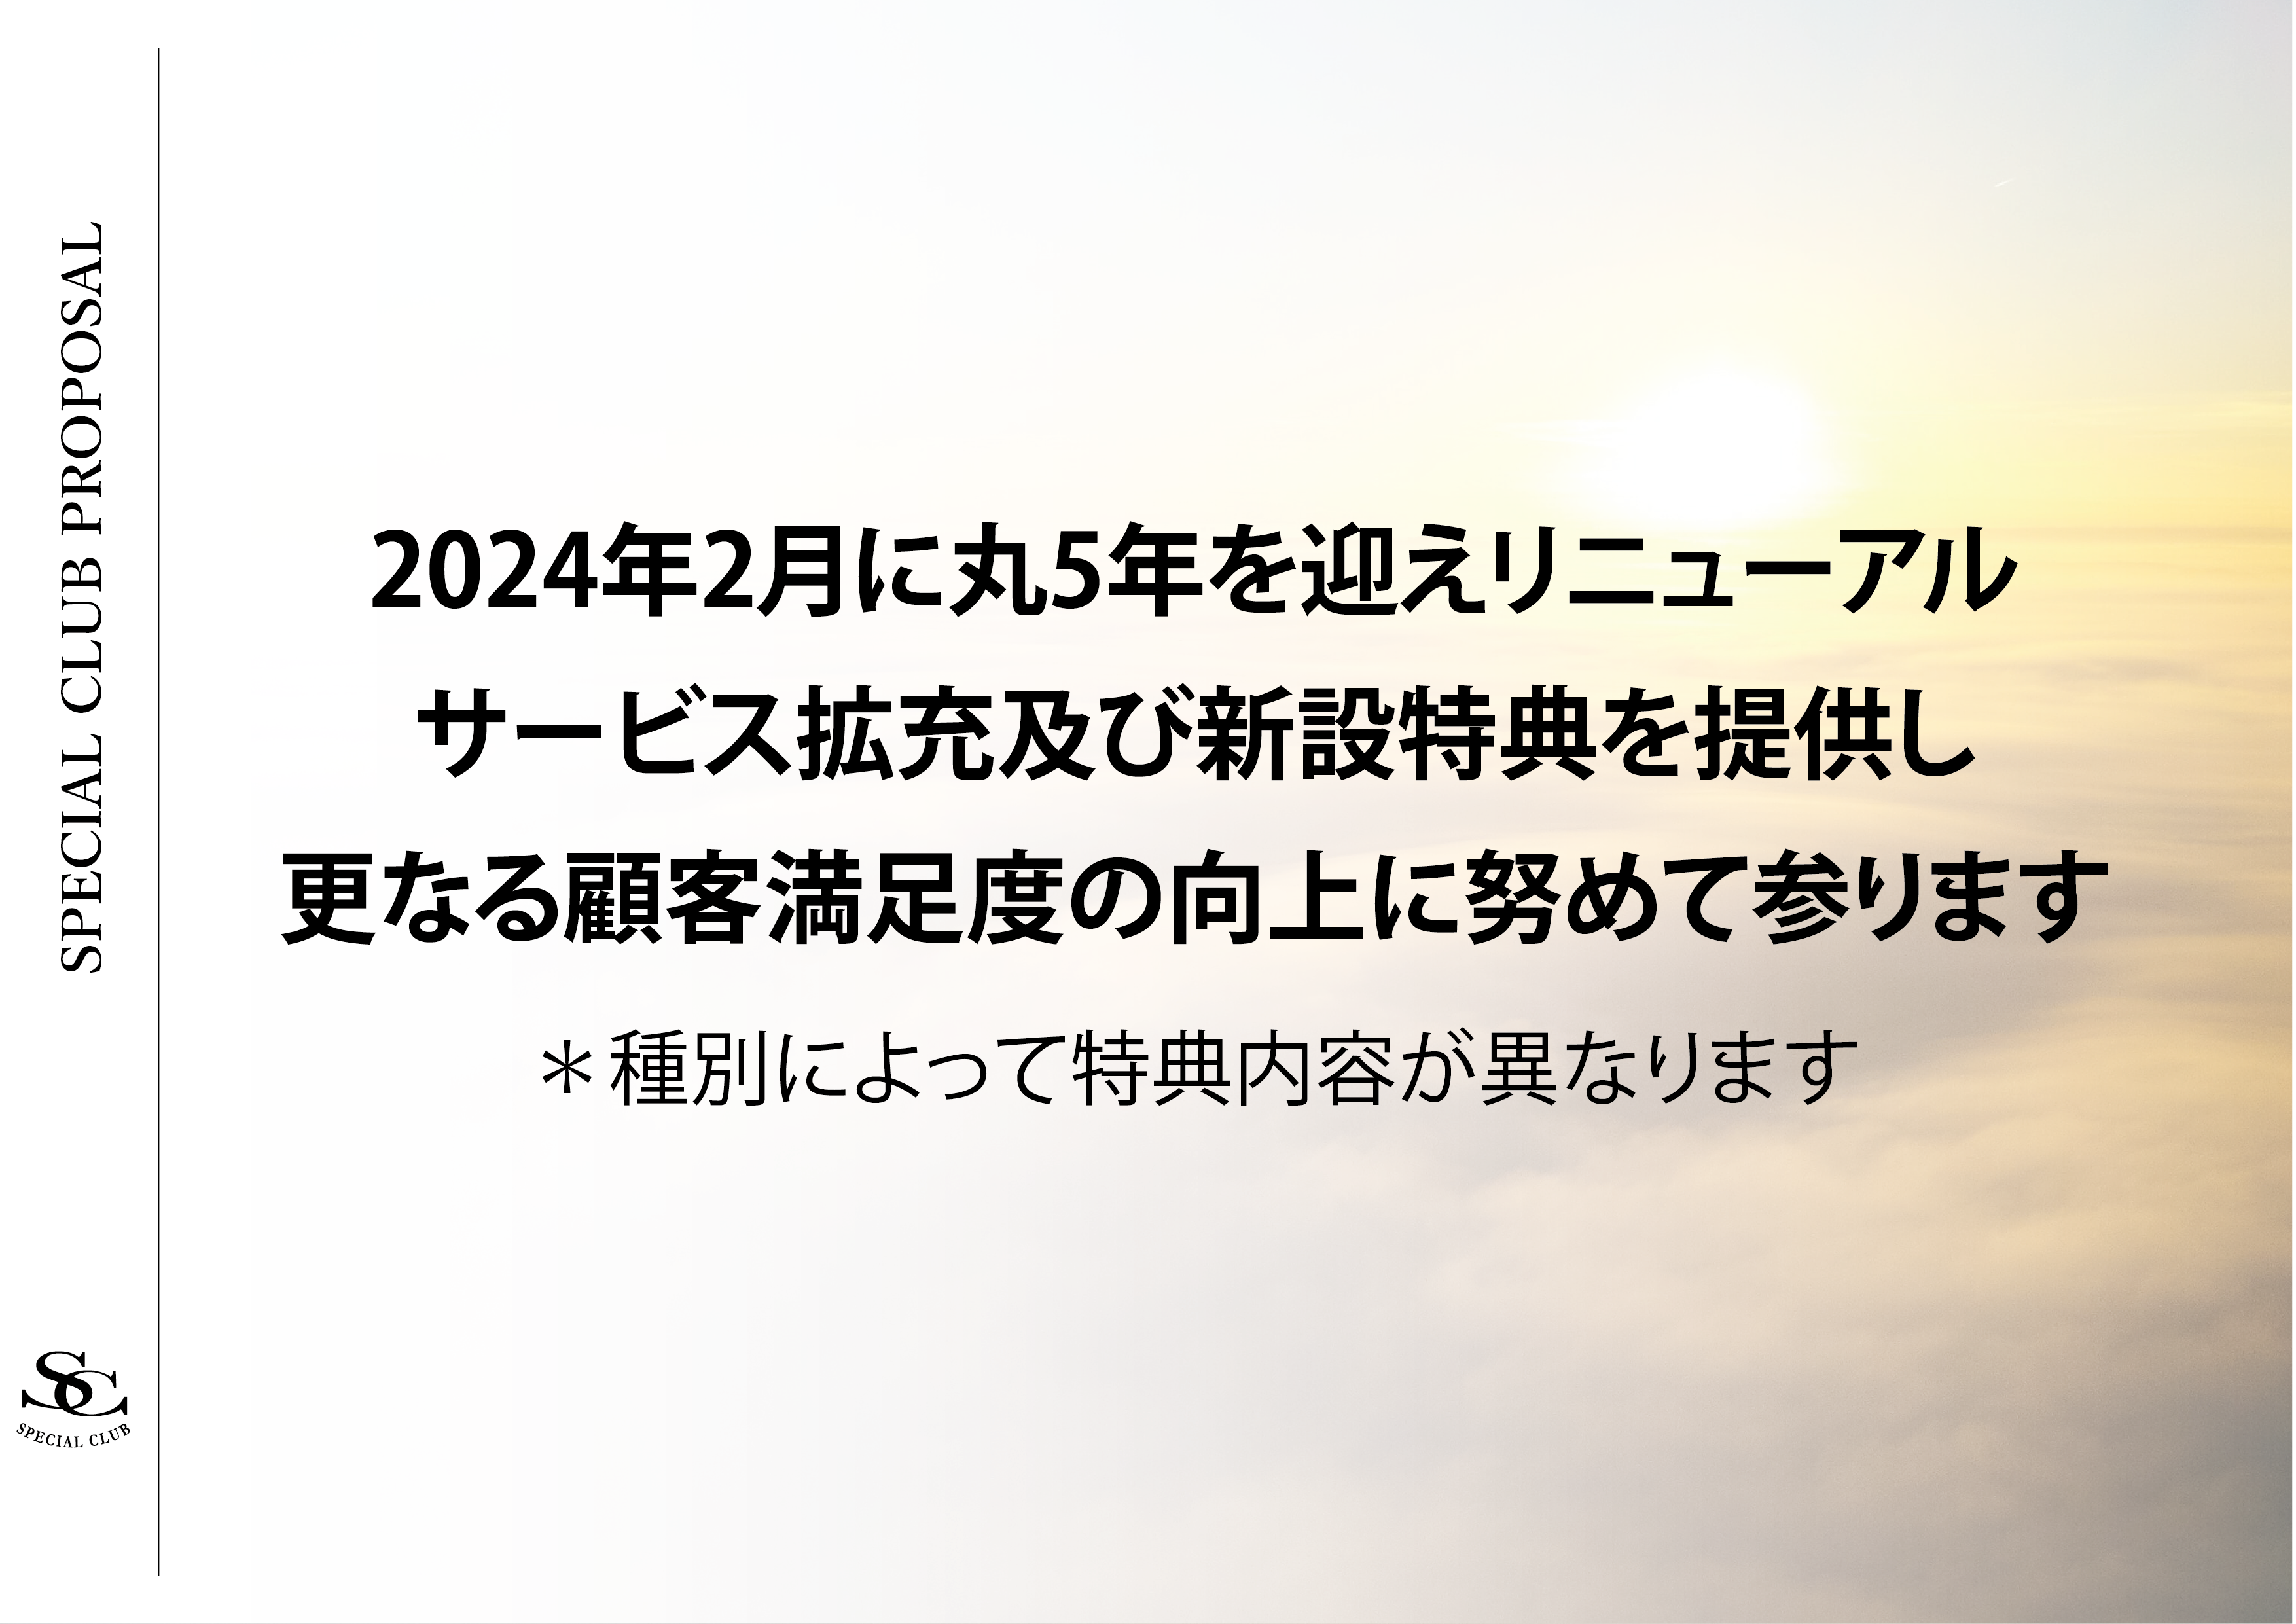 SPECIAL CLUB PROPOSAL
2024年2月に丸5年を迎えリニューアル
サービス拡充及び新設特典を提供し
更なる顧客満足度の向上に努めて参ります
＊種別によって特典内容が異なります
SC
SPECIAL CLUB